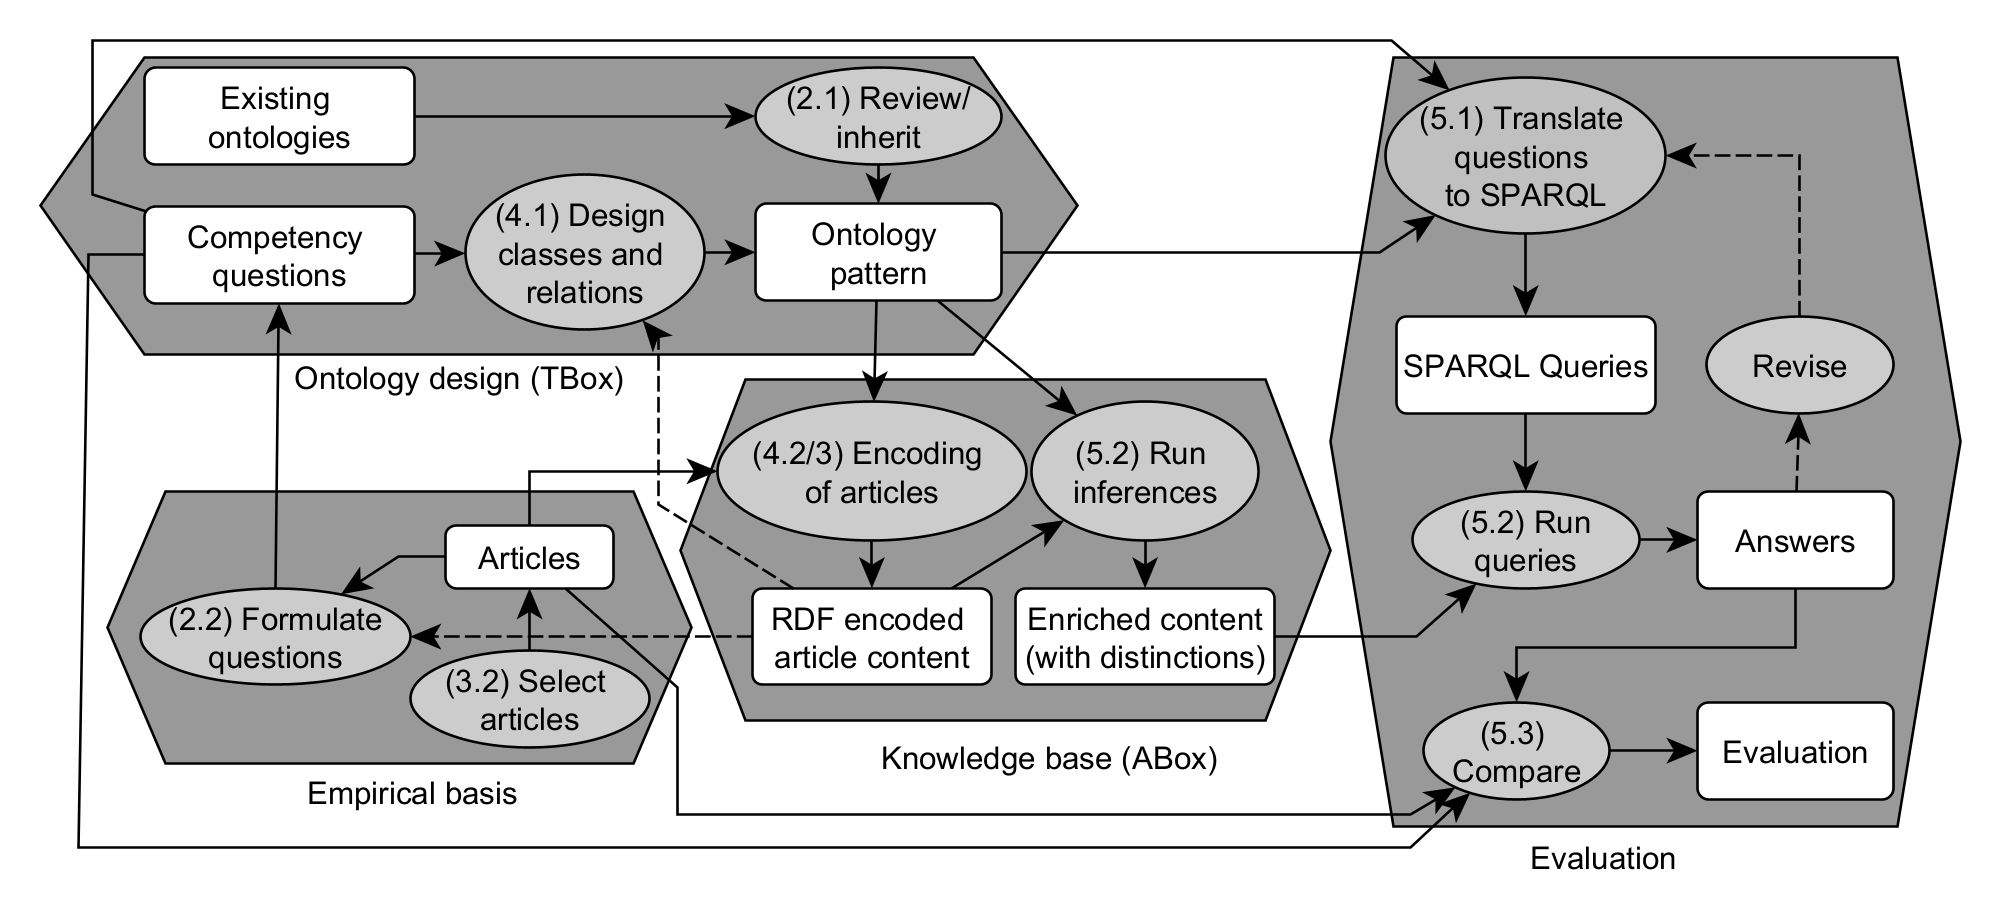 Existing
ontologies
(2.1) Review/
inherit
Competency
questions
(4.1) Design
classes and
relations
Ontology
pattern
Ontology design (TBox)
(4.2/3) Encoding
of articles
(5.2) Run
inferences
RDF encoded
article content
Enriched content
(with distinctions)
Knowledge base (ABox)
Articles
(2.2) Formulate
questions
(3.2) Select
articles
Empirical basis
(5.1) Translate
questions
to SPARQL
SPARQL Queries
Revise
(5.2) Run
queries
Answers
(5.3)
Compare
Evaluation
Evaluation